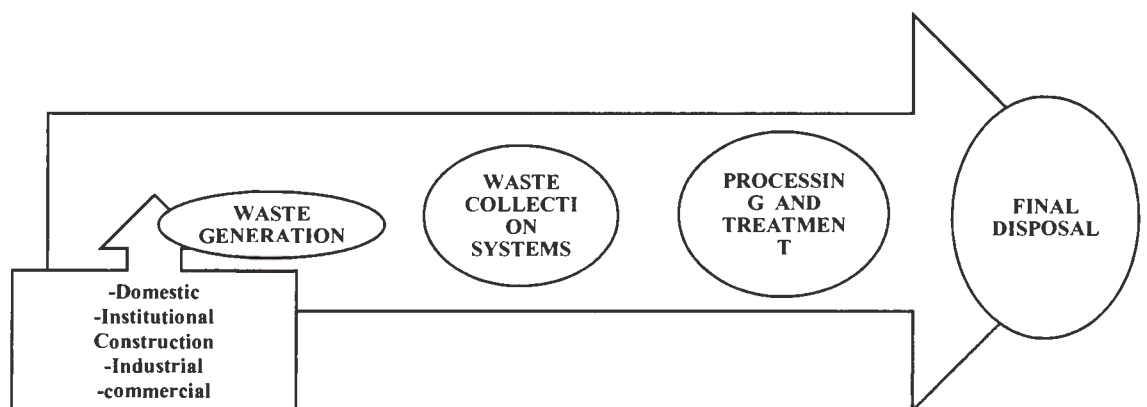 WASTE
GENERATION
WASTE
COLLECTI
ON
SYSTEMS
PROCESSIN
G AND
TREATMEN
T
FINAL
DISPOSAL
-Domestic
-Institutional
Construction
-Industrial
-commercial